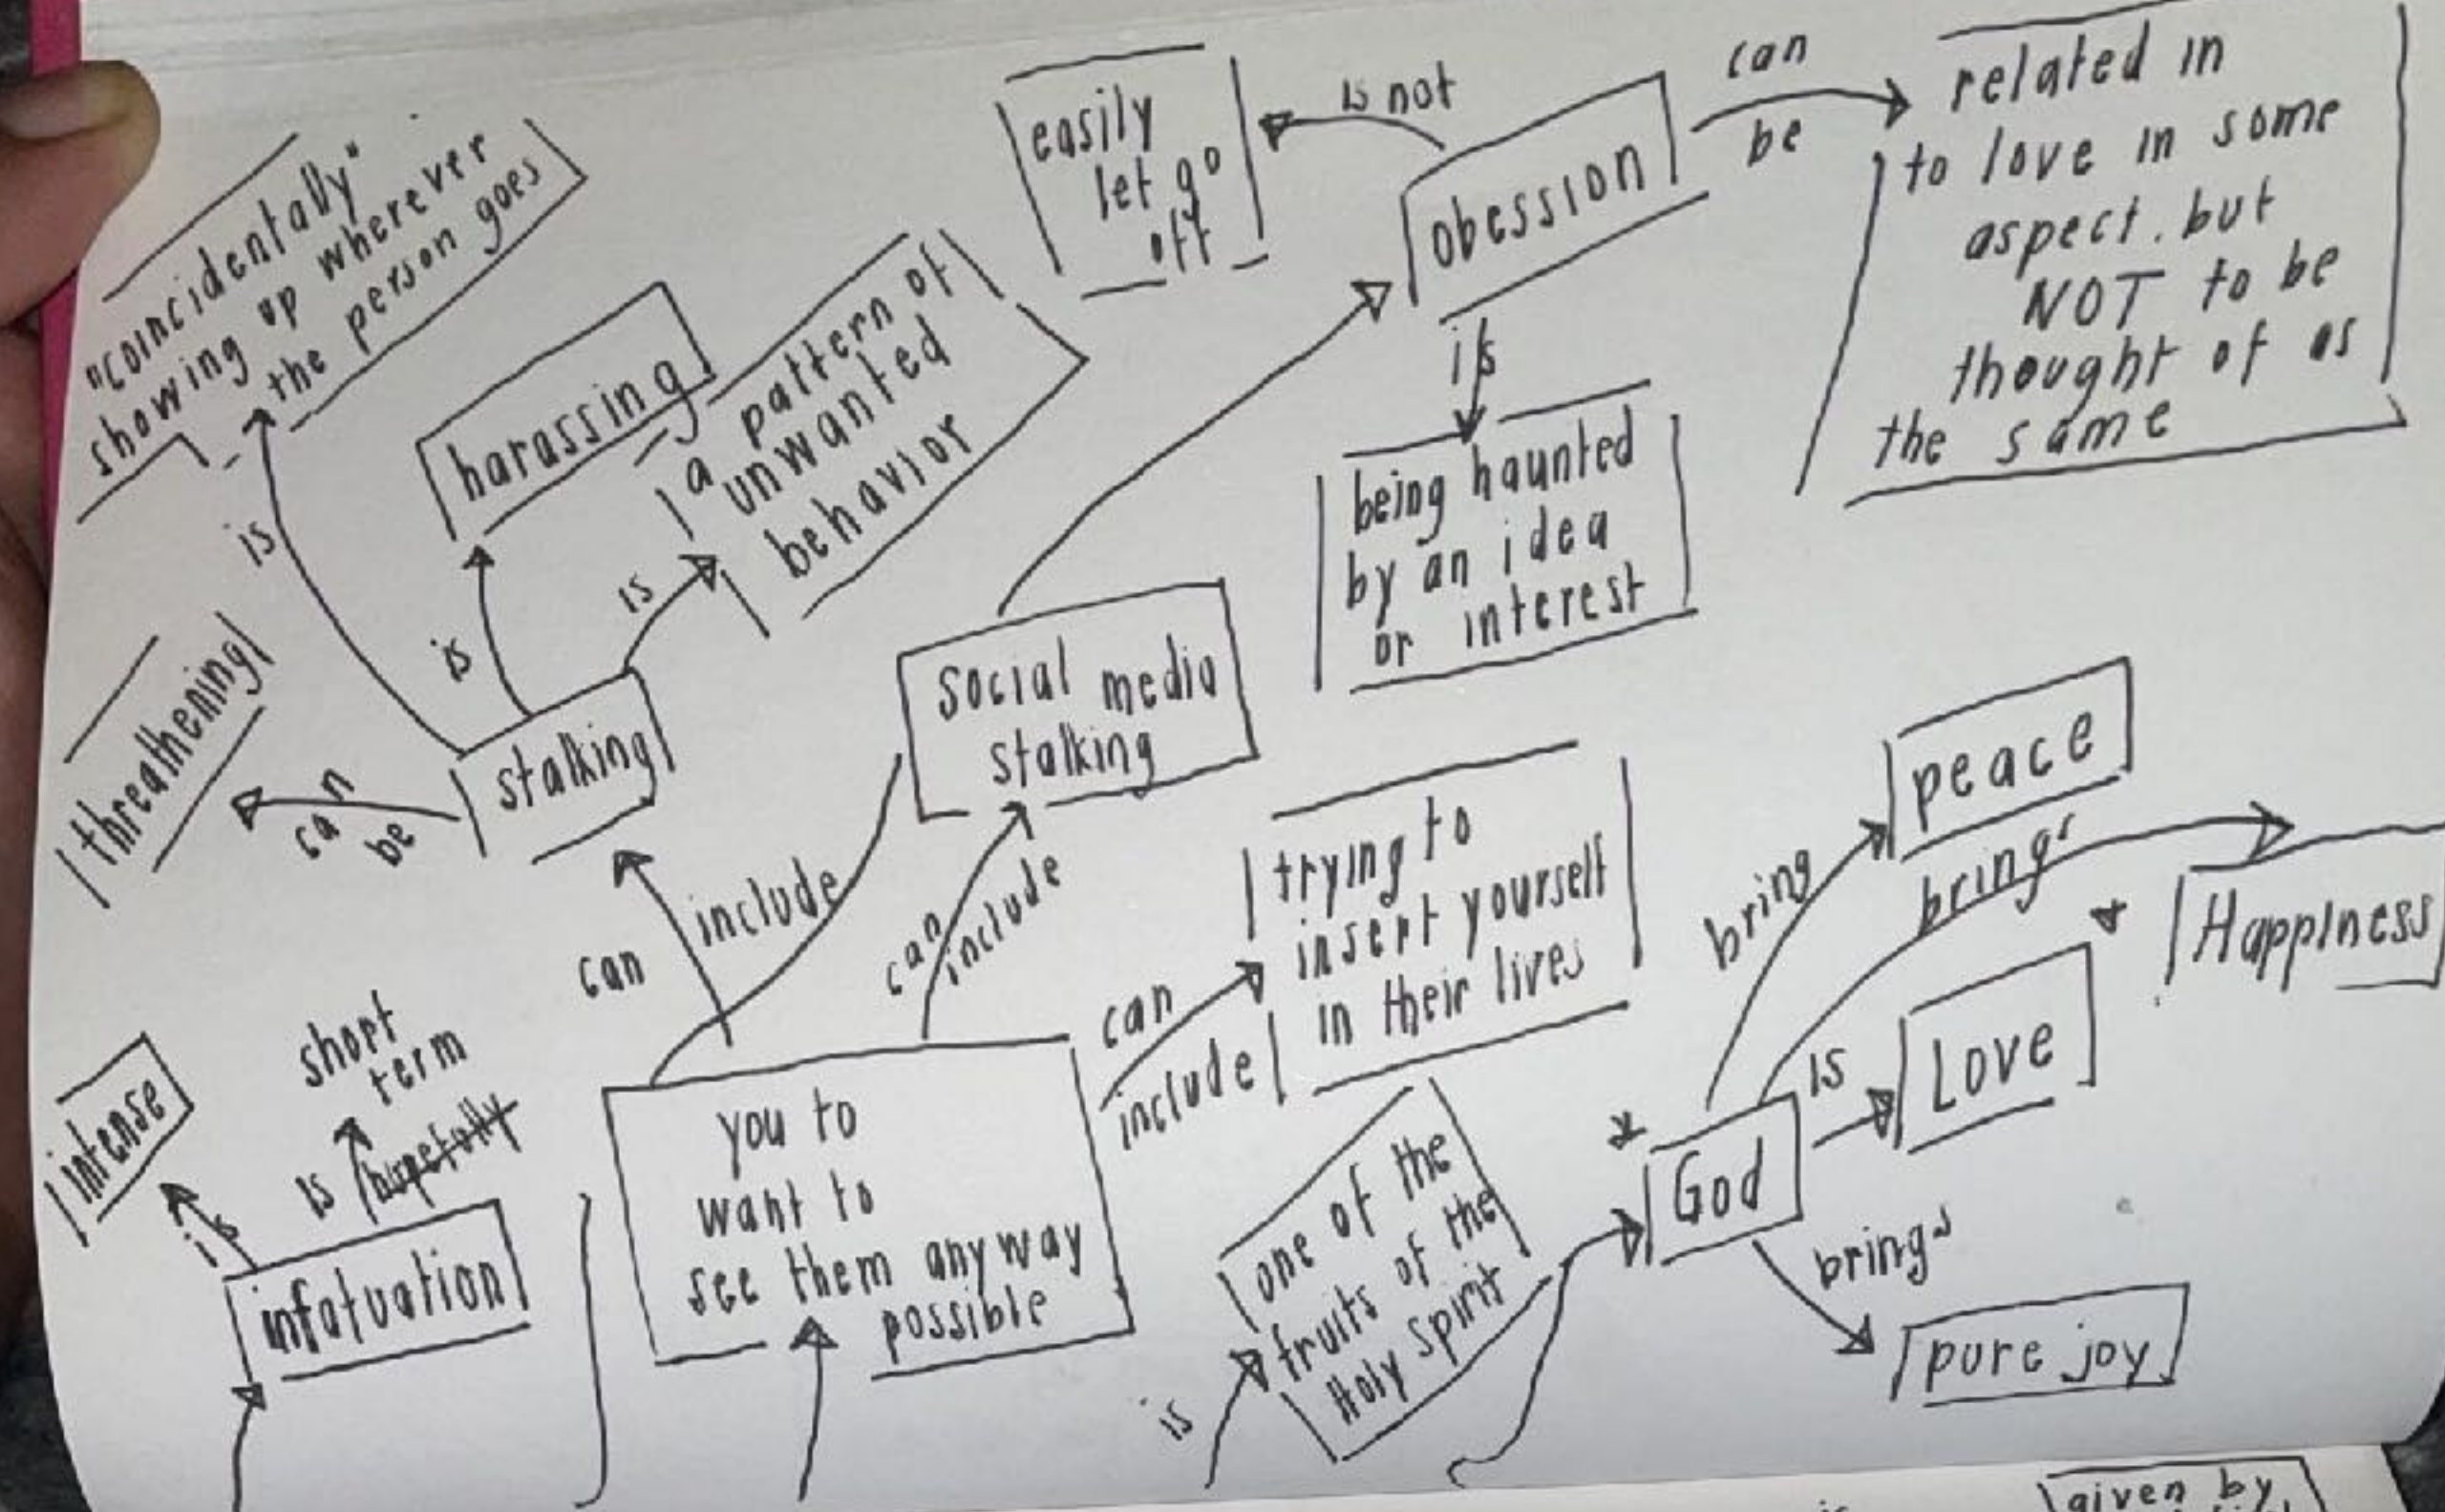 "coincidentally"
showing up wherever
the person goes
is
harassing
is
a pattern of
unwanted
behavior
is
threathening
can
be
stalking
easily
let go
off
is not
obession
can
be
related in
to love in some
aspect. but
NOT to be
thought of as
the same
is
being haunted
by an idea
or interest
social media
stalking
can
include
can
include
trying to
insert yourself
in their lives
can
include
you to
want to
see them anyway
possible
intense
is
short
term
is
infatuation
peace
bring
brings
Happiness
is
Love
God
brings
pure joy
one of the
fruits of the
Holy Spirit
is
given by